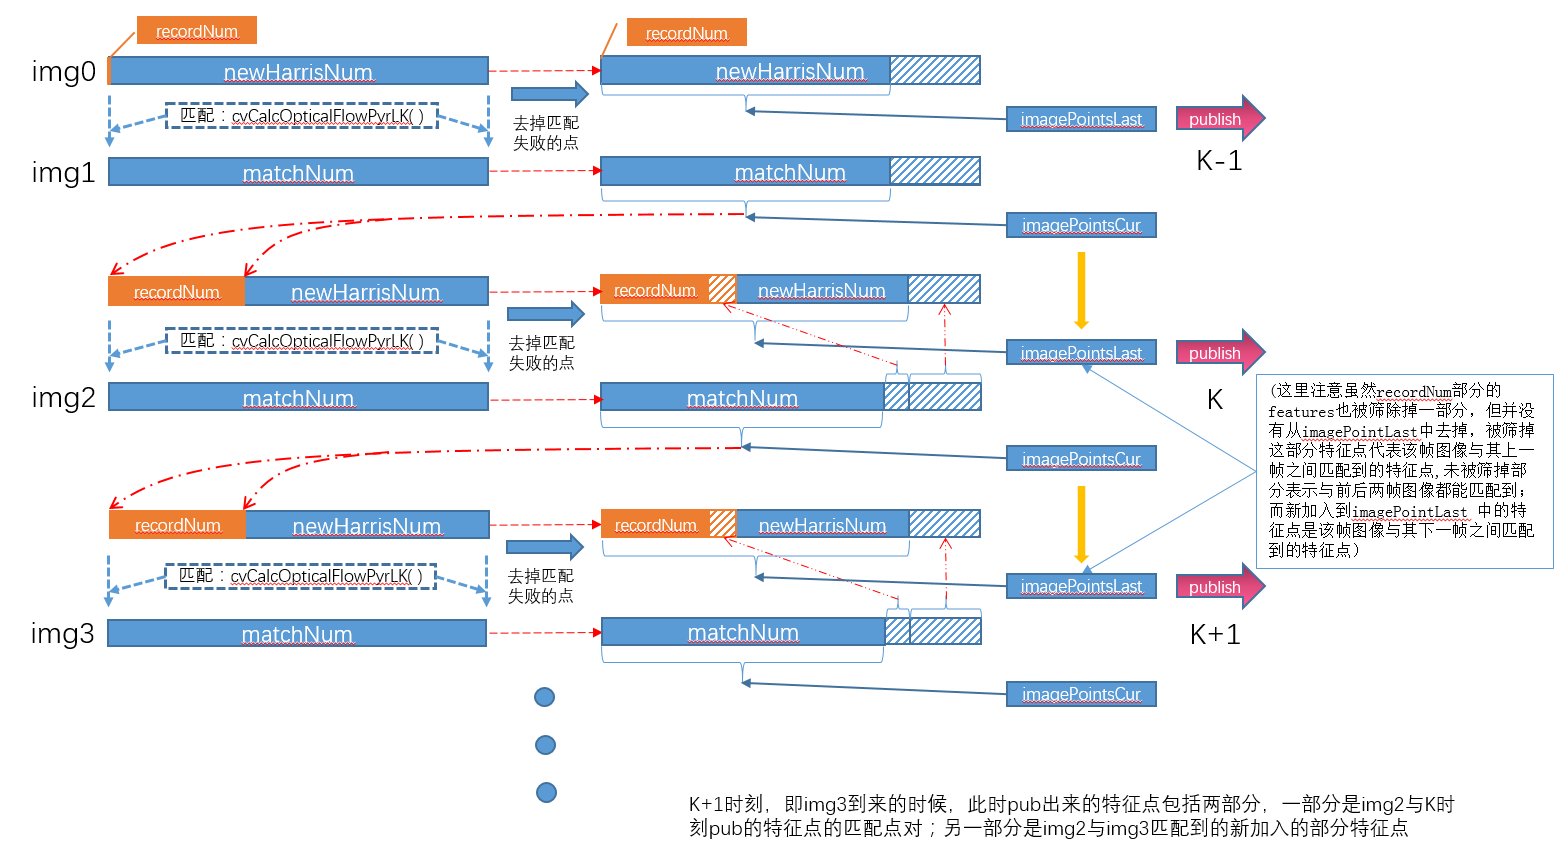 recordNum
recordNum
img0
newHarrisNum
newHarrisNum
匹配：cvCalcOpticalFlowPyrLK( )
去掉匹配
失败的点
imagePointsLast
publish
K-1
img1
matchNum
matchNum
imagePointsCur
recordNum
newHarrisNum
recordNum
newHarrisNum
匹配：cvCalcOpticalFlowPyrLK( )
去掉匹配
失败的点
imagePointsLast
publish
K
img2
matchNum
matchNum
(这里注意虽然recordNum部分的
features也被筛除掉一部分，但并没
有从imagePointLast中去掉，被筛掉
这部分特征点代表该帧图像与其上一
帧之间匹配到的特征点,未被筛掉部
分表示与前后两帧图像都能匹配到；
而新加入到imagePointLast 中的特
征点是该帧图像与其下一帧之间匹配
到的特征点）
imagePointsCur
recordNum
newHarrisNum
recordNum
newHarrisNum
匹配：cvCalcOpticalFlowPyrLK( )
去掉匹配
失败的点
imagePointsLast
publish
K+1
img3
matchNum
matchNum
imagePointsCur
K+1时刻，即img3到来的时候，此时pub出来的特征点包括两部分，一部分是img2与K时
刻pub的特征点的匹配点对；另一部分是img2与img3匹配到的新加入的部分特征点